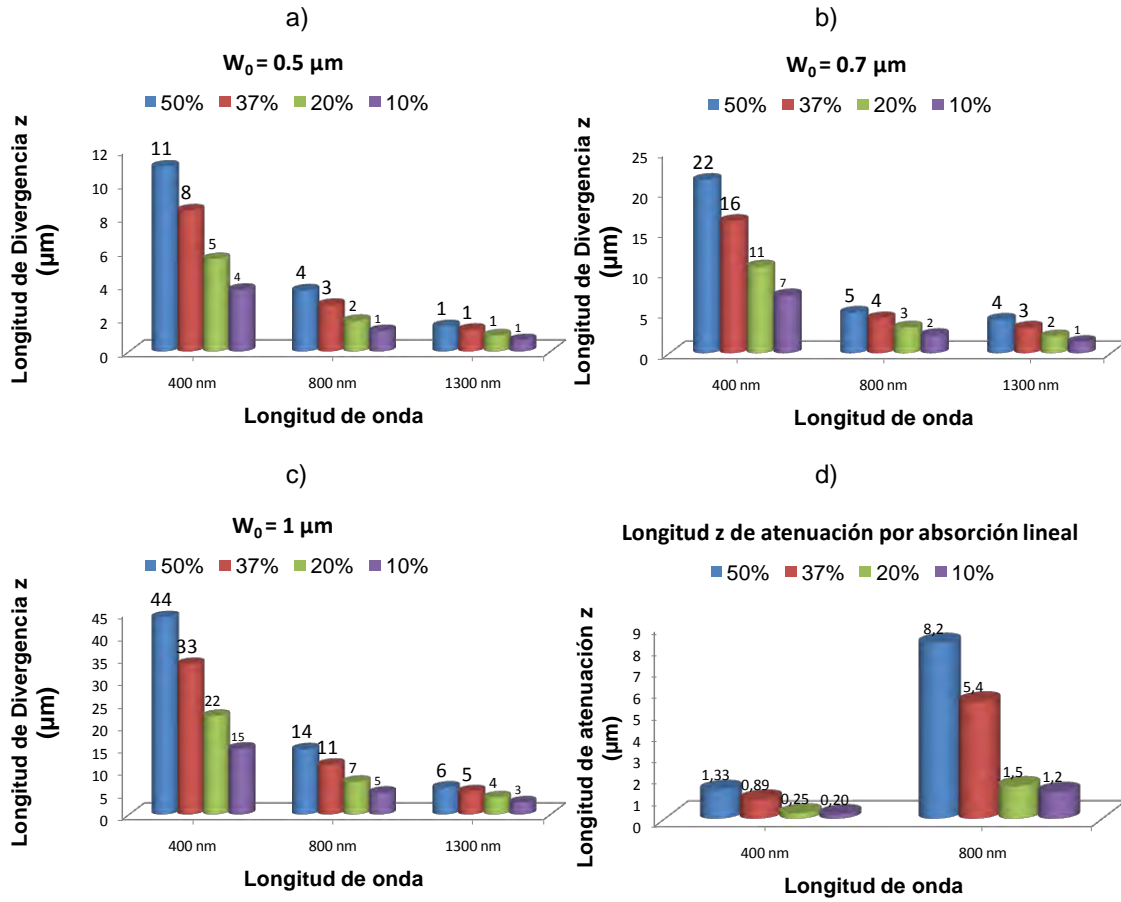 a)
W₀ = 0.5 µm
50% 37% 20% 10%
Longitud de Divergencia z
(µm)
12
10
8
6
4
2
0
11
8
5
4
4
3
2
1
1
1
1
1
400 nm 800 nm 1300 nm
Longitud de onda
b)
W₀ = 0.7 µm
50% 37% 20% 10%
Longitud de Divergencia z
(µm)
25
20
15
10
5
0
22
16
11
7
5
4
3
2
4
3
2
1
400 nm 800 nm 1300 nm
Longitud de onda
c)
W₀ = 1 µm
50% 37% 20% 10%
Longitud de Divergencia z
(µm)
45
40
35
30
25
20
15
10
5
0
44
33
22
15
14
11
7
5
6
5
4
3
400 nm 800 nm 1300 nm
Longitud de onda
d)
Longitud z de atenuación por absorción lineal
50% 37% 20% 10%
Longitud de atenuación z
(µm)
9
8
7
6
5
4
3
2
1
0
1,33
0,89
0,25
0,20
8,2
5,4
1,5
1,2
400 nm 800 nm
Longitud de onda